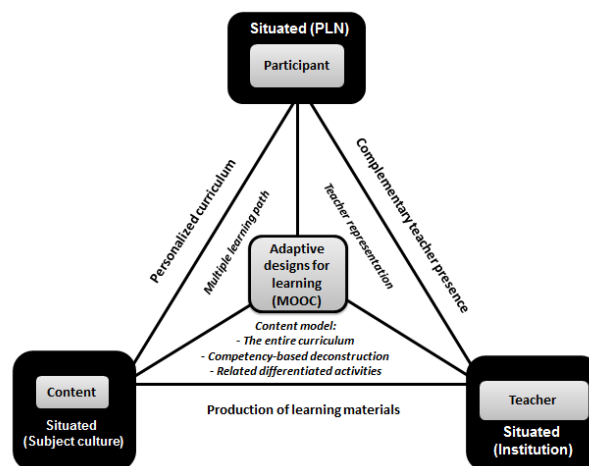 Situated (PLN)
Participant
Personalized curriculum
Multiple learning path
Teacher representation
Complementary teacher presence
Adaptive
designs for
learning
(MOOC)
Content model:
- The entire curriculum
- Competency-based deconstruction
- Related differentiated activities
Content
Situated
(Subject culture)
Production of learning materials
Teacher
Situated
(Institution)